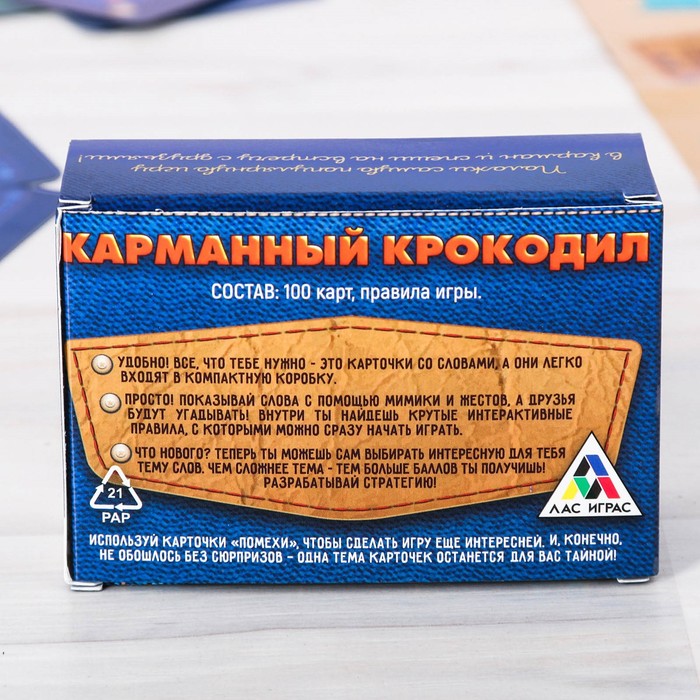 Положи самую популярную игру
в карман и спеши на встречу с друзьями!
КАРМАННЫЙ КРОКОДИЛ
СОСТАВ: 100 карт, правила игры.
УДОБНО! ВСЕ, ЧТО ТЕБЕ НУЖНО - ЭТО КАРТОЧКИ СО СЛОВАМИ, А ОНИ ЛЕГКО
ВХОДЯТ В КОМПАКТНУЮ КОРОБКУ.
ПРОСТО! ПОКАЗЫВАЙ СЛОВА С ПОМОЩЬЮ МИМИКИ И ЖЕСТОВ, А ДРУЗЬЯ
БУДУТ УГАДЫВАТЬ! ВНУТРИ ТЫ НАЙДЕШЬ КРУТЫЕ ИНТЕРАКТИВНЫЕ
ПРАВИЛА, С КОТОРЫМИ МОЖНО СРАЗУ НАЧАТЬ ИГРАТЬ.
ЧТО НОВОГО? ТЕПЕРЬ ТЫ МОЖЕШЬ САМ ВЫБИРАТЬ ИНТЕРЕСНУЮ ДЛЯ ТЕБЯ
ТЕМУ СЛОВ. ЧЕМ СЛОЖНЕЕ ТЕМА - ТЕМ БОЛЬШЕ БАЛЛОВ ТЫ ПОЛУЧИШЬ!
РАЗРАБАТЫВАЙ СТРАТЕГИЮ!
21
PAP
ЛАС ИГРАС
ИСПОЛЬЗУЙ КАРТОЧКИ «ПОМЕХИ», ЧТОБЫ СДЕЛАТЬ ИГРУ ЕЩЕ ИНТЕРЕСНЕЙ. И, КОНЕЧНО,
НЕ ОБОШЛОСЬ БЕЗ СЮРПРИЗОВ - ОДНА ТЕМА КАРТОЧЕК ОСТАНЕТСЯ ДЛЯ ВАС ТАЙНОЙ!